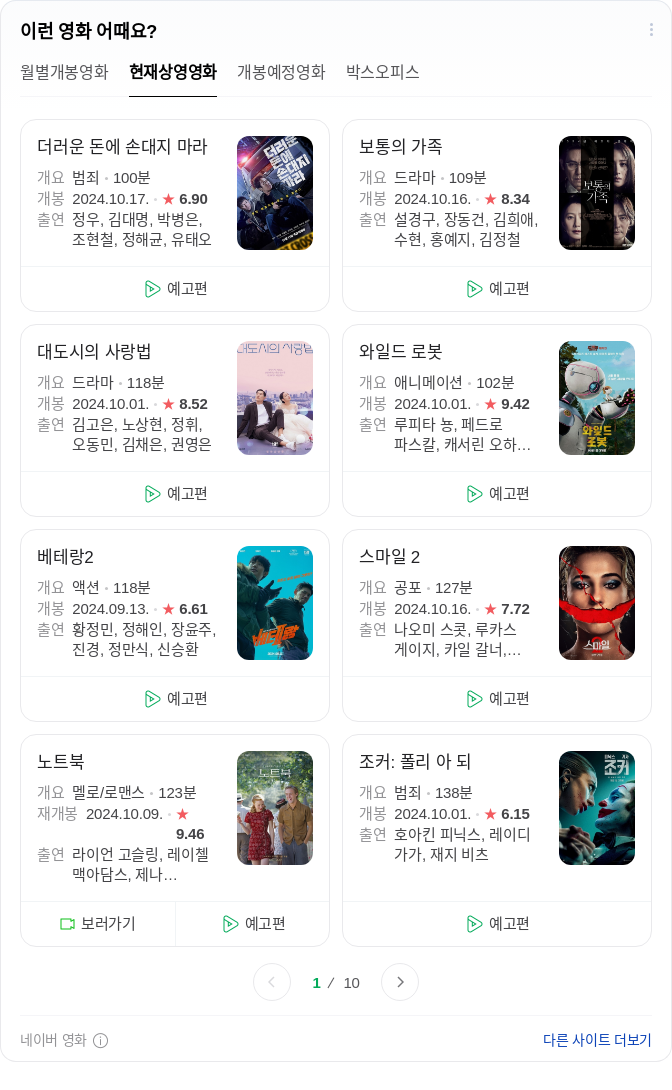 이런 영화 어때요?
월별개봉영화 현재상영영화 개봉예정영화 박스오피스
더러운 돈에 손대지 마라
개요 범죄 100분
개봉 2024.10.17. ★ 6.90
출연 정우, 김대명, 박병은,
조현철, 정해균, 유태오
더러운
돈에
손대지
마라
예고편
보통의 가족
개요 드라마 109분
개봉 2024.10.16. ★ 8.34
출연 설경구, 장동건, 김희애,
수현, 홍예지, 김정철
보통의
가족
예고편
대도시의 사랑법
개요 드라마 118분
개봉 2024.10.01. ★ 8.52
출연 김고은, 노상현, 정휘,
오동민, 김채은, 권영은
대도시의 사랑법
예고편
와일드 로봇
개요 애니메이션 102분
개봉 2024.10.01. ★ 9.42
출연 루피타 뇽, 페드로
파스칼, 캐서린 오하…
와일드
로봇
예고편
베테랑2
개요 액션 118분
개봉 2024.09.13. ★ 6.61
출연 황정민, 정해인, 장윤주,
진경, 정만식, 신승환
예고편
스마일 2
개요 공포 127분
개봉 2024.10.16. ★ 7.72
출연 나오미 스콧, 루카스
게이지, 카일 갈너,…
스마일
2
예고편
노트북
개요 멜로/로맨스 123분
재개봉 2024.10.09. ★
9.46
출연 라이언 고슬링, 레이첼
맥아담스, 제나…
노트북
보러가기 예고편
조커: 폴리 아 되
개요 범죄 138분
개봉 2024.10.01. ★ 6.15
출연 호아킨 피닉스, 레이디
가가, 재지 비츠
조커
예고편
1 / 10
네이버 영화
다른 사이트 더보기